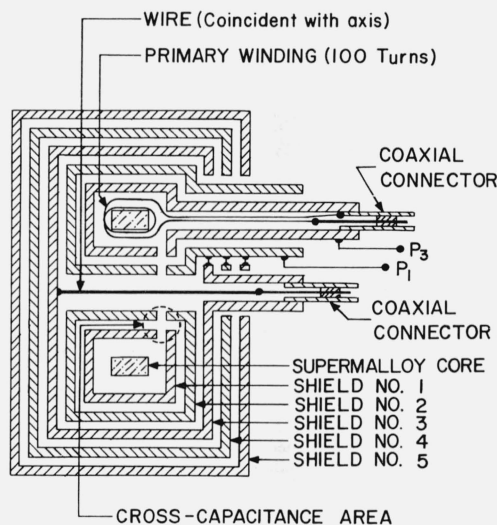 WIRE (Coincident with axis)
PRIMARY WINDING (100 Turns)
COAXIAL
CONNECTOR
P3
P1
COAXIAL
CONNECTOR
SUPERMALLOY CORE
SHIELD NO. 1
SHIELD NO. 2
SHIELD NO. 3
SHIELD NO. 4
SHIELD NO. 5
CROSS-CAPACITANCE AREA